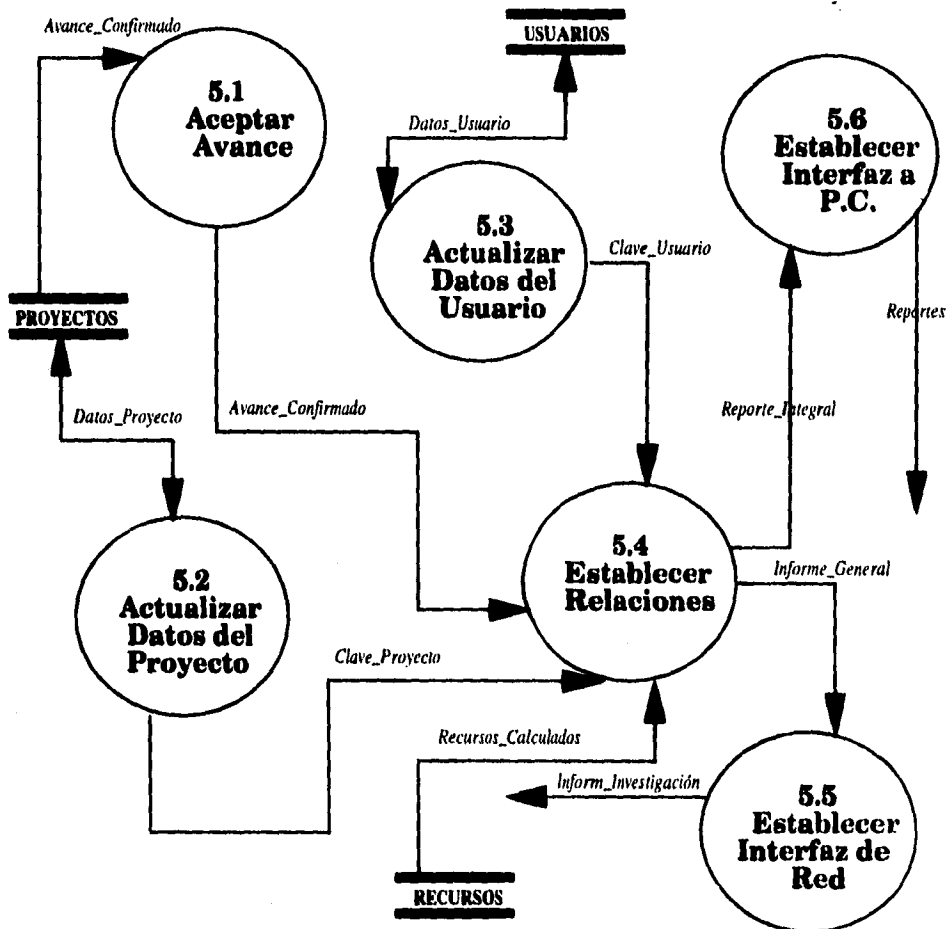 Avance_Confirmado
USUARIOS
5.1
Aceptar
Avance
5.6
Establecer
Interfaz a
P.C.
Datos_Usuario
5.3
Actualizar
Datos del
Usuario
Clave_Usuario
PROYECTOS
Reportes
Datos_Proyecto
Avance_Confirmado
Reporte_Integral
5.4
Establecer
Relaciones
Informe_General
5.2
Actualizar
Datos del
Proyecto
Clave_Proyecto
Recursos_Calculados
Inform_Investigación
5.5
Establecer
Interfaz de
Red
RECURSOS